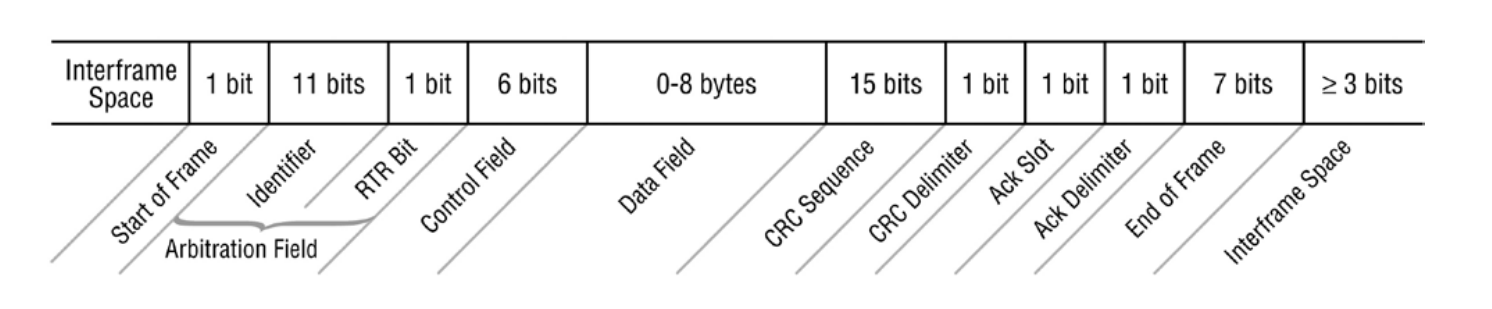 Interframe
Space
1 bit
11 bits
1 bit
6 bits
0-8 bytes
15 bits
1 bit
1 bit
1 bit
7 bits
≥ 3 bits
Start of Frame
Identifier
RTR Bit
Control Field
Data Field
CRC Sequence
CRC Delimiter
Ack Slot
Ack Delimiter
End of Frame
Interframe Space
Arbitration Field